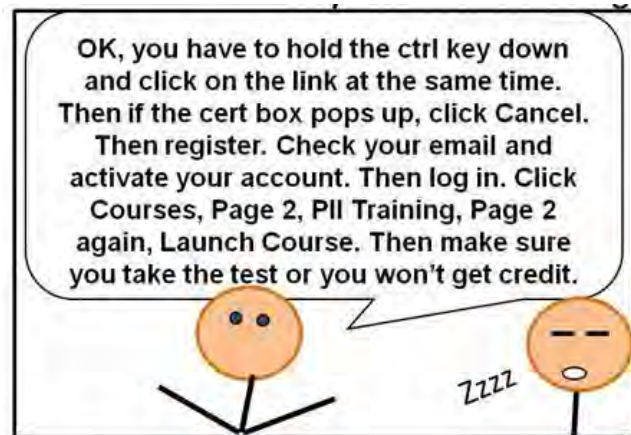 OK, you have to hold the ctrl key down
and click on the link at the same time.
Then if the cert box pops up, click Cancel.
Then register. Check your email and
activate your account. Then log in. Click
Courses, Page 2, PII Training, Page 2
again, Launch Course. Then make sure
you take the test or you won't get credit.
Zzzz